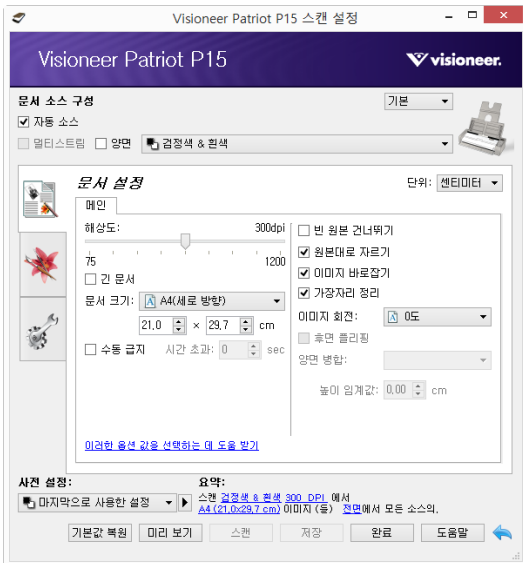 Visioneer Patriot P15 스캔 설정
Visioneer Patriot P15
visioneer.
문서 소스 구성
기본
자동 소스
멀티스트림 양면 검정색 & 흰색
문서 설정
단위: 센티미터
메인
해상도: 300dpi
75 1200
긴 문서
문서 크기: A4(세로 방향)
21,0 × 29,7 cm
수동 급지 시간 초과: 0 sec
빈 원본 건너뛰기
원본대로 자르기
이미지 바로잡기
가장자리 정리
이미지 회전: 0도
후면 플리핑
양면 병합:
높이 임계값: 0,00 cm
이러한 옵션 값을 선택하는 데 도움 받기
사전 설정:
마지막으로 사용한 설정
요약:
스캔 검정색 & 흰색 300 DPI 에서
A4 (21,0x29,7 cm) 이미지 (들) 전면에서 모든 소스의.
기본값 복원 미리 보기 스캔 저장 완료 도움말